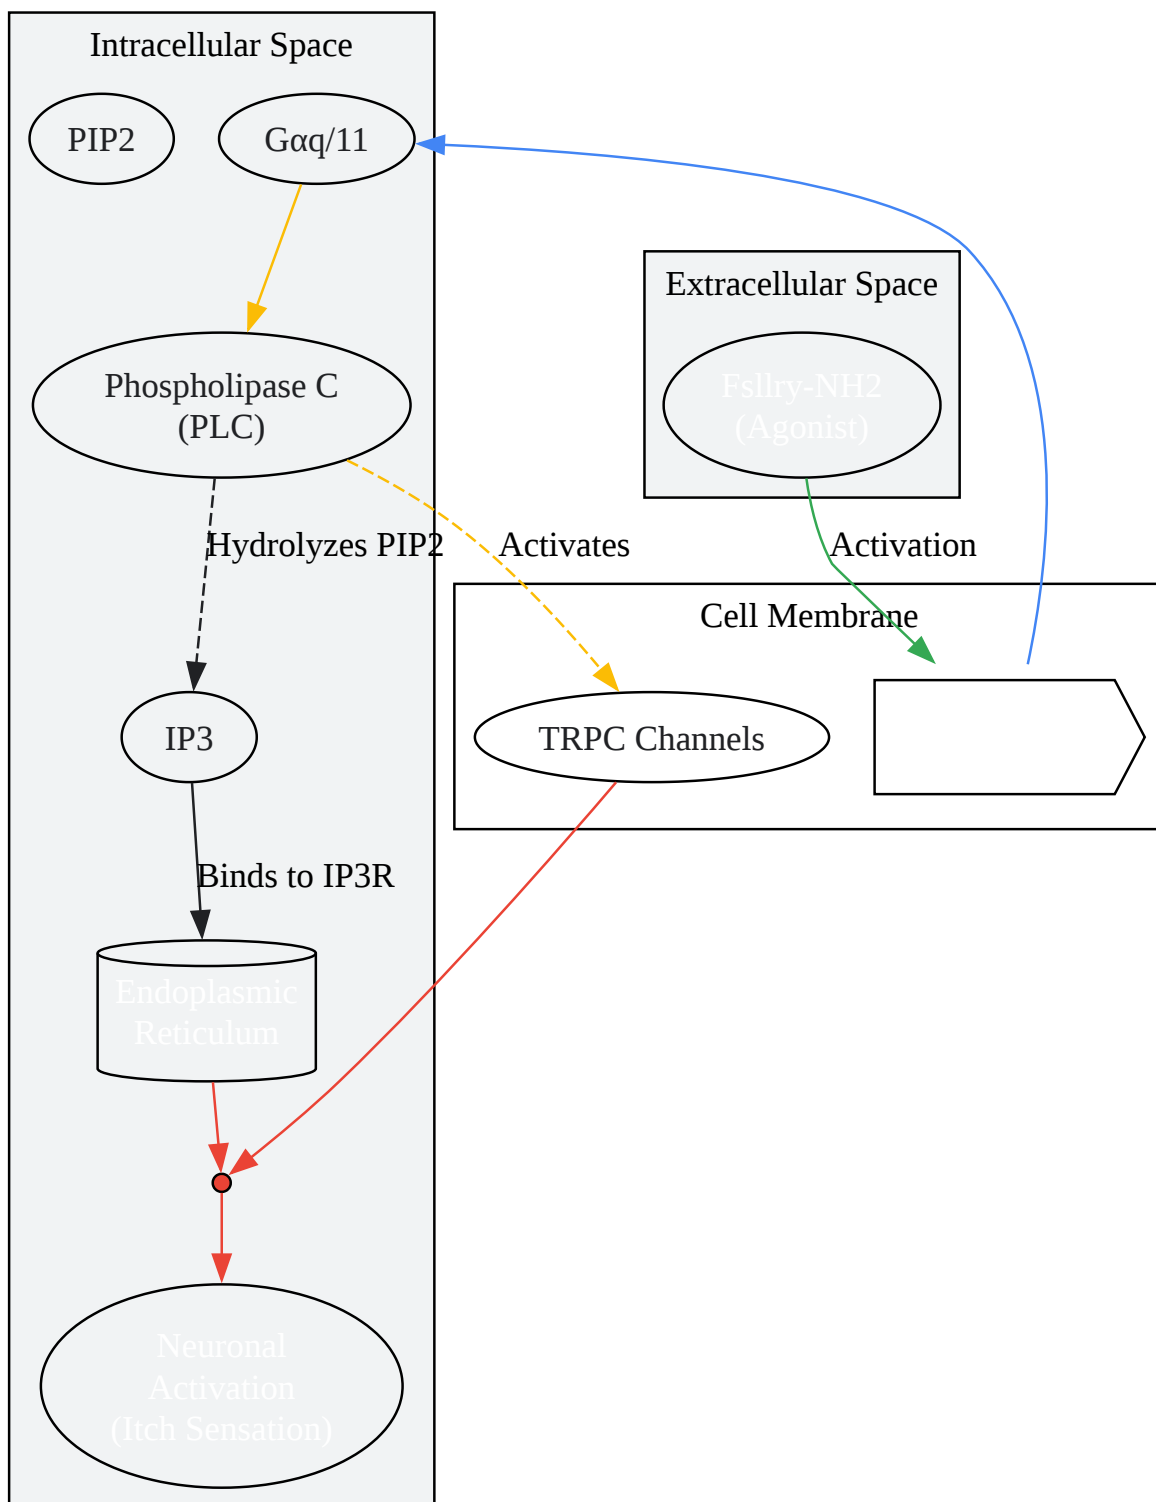 Intracellular Space
PIP2
Gαq/11
Extracellular Space
Phospholipase C
(PLC)
Fsllry-NH2
(Agonist)
Hydrolyzes PIP2
Activates
Activation
Cell Membrane
IP3
TRPC Channels
Binds to IP3R
Endoplasmic
Reticulum
Neuronal
Activation
(Itch Sensation)